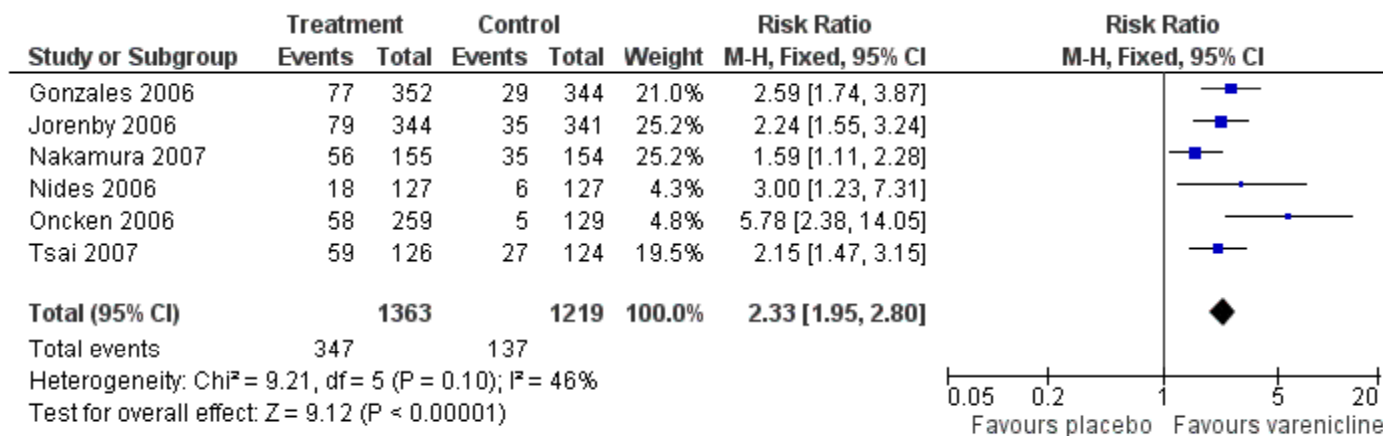 Treatment Control Risk Ratio Risk Ratio
Study or Subgroup Events Total Events Total Weight M-H, Fixed, 95% CI M-H, Fixed, 95% CI
Gonzales 2006 77 352 29 344 21.0% 2.59 [1.74, 3.87]
Jorenby 2006 79 344 35 341 25.2% 2.24 [1.55, 3.24]
Nakamura 2007 56 155 35 154 25.2% 1.59 [1.11, 2.28]
Nides 2006 18 127 6 127 4.3% 3.00 [1.23, 7.31]
Oncken 2006 58 259 5 129 4.8% 5.78 [2.38, 14.05]
Tsai 2007 59 126 27 124 19.5% 2.15 [1.47, 3.15]
Total (95% CI) 1363 1219 100.0% 2.33 [1.95, 2.80]
Total events 347 137
Heterogeneity: Chi² = 9.21, df = 5 (P = 0.10); I² = 46%
Test for overall effect: Z = 9.12 (P < 0.00001)
0.05 0.2 1 5 20
Favours placebo Favours varenicline